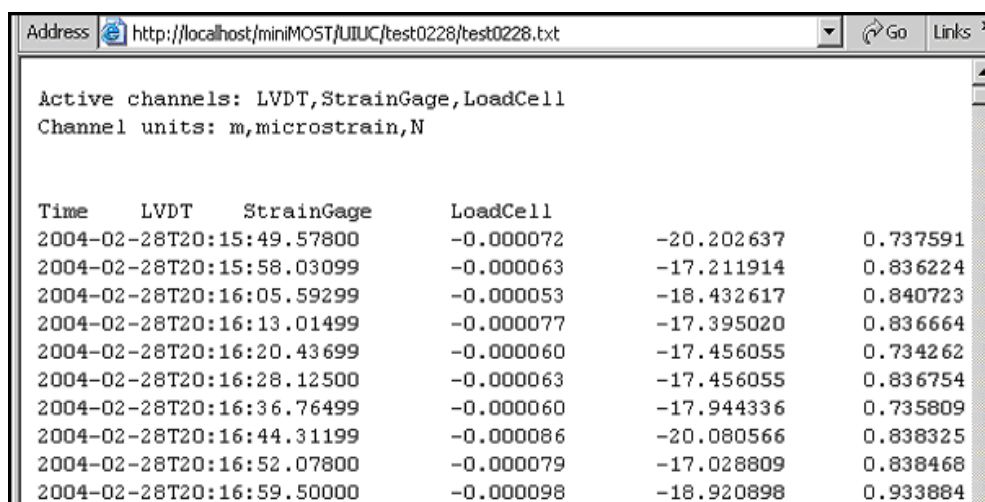 Address http://localhost/miniMOST/UIUC/test0228/test0228.txt Go Links
Active channels: LVDT,StrainGage,LoadCell
Channel units: m,microstrain,N
Time LVDT StrainGage LoadCell
2004-02-28T20:15:49.57800 -0.000072 -20.202637 0.737591
2004-02-28T20:15:58.03099 -0.000063 -17.211914 0.836224
2004-02-28T20:16:05.59299 -0.000053 -18.432617 0.840723
2004-02-28T20:16:13.01499 -0.000077 -17.395020 0.836664
2004-02-28T20:16:20.43699 -0.000060 -17.456055 0.734262
2004-02-28T20:16:28.12500 -0.000063 -17.456055 0.836754
2004-02-28T20:16:36.76499 -0.000060 -17.944336 0.735809
2004-02-28T20:16:44.31199 -0.000086 -20.080566 0.838325
2004-02-28T20:16:52.07800 -0.000079 -17.028809 0.838468
2004-02-28T20:16:59.50000 -0.000098 -18.920898 0.933884